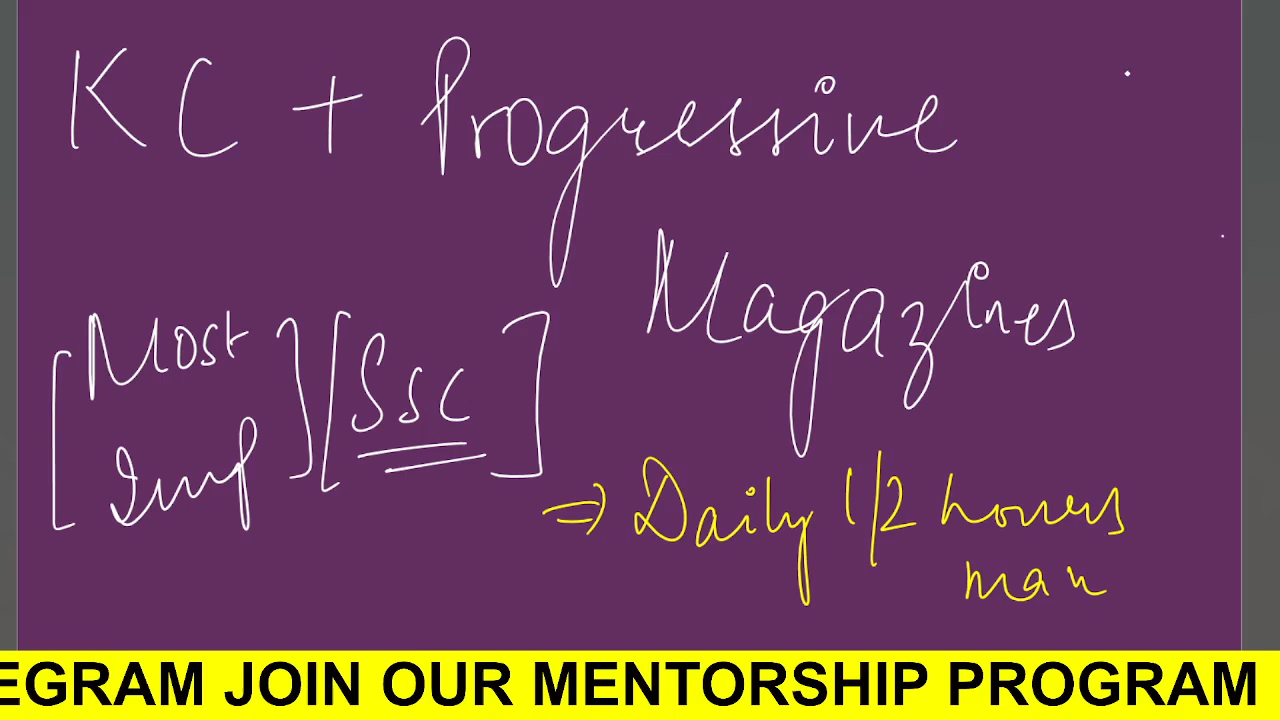 KC + Progressive
Magazines
[Most Imp] [SSC]
⇒ Daily 1/2 hours
max
EGRAM JOIN OUR MENTORSHIP PROGRAM